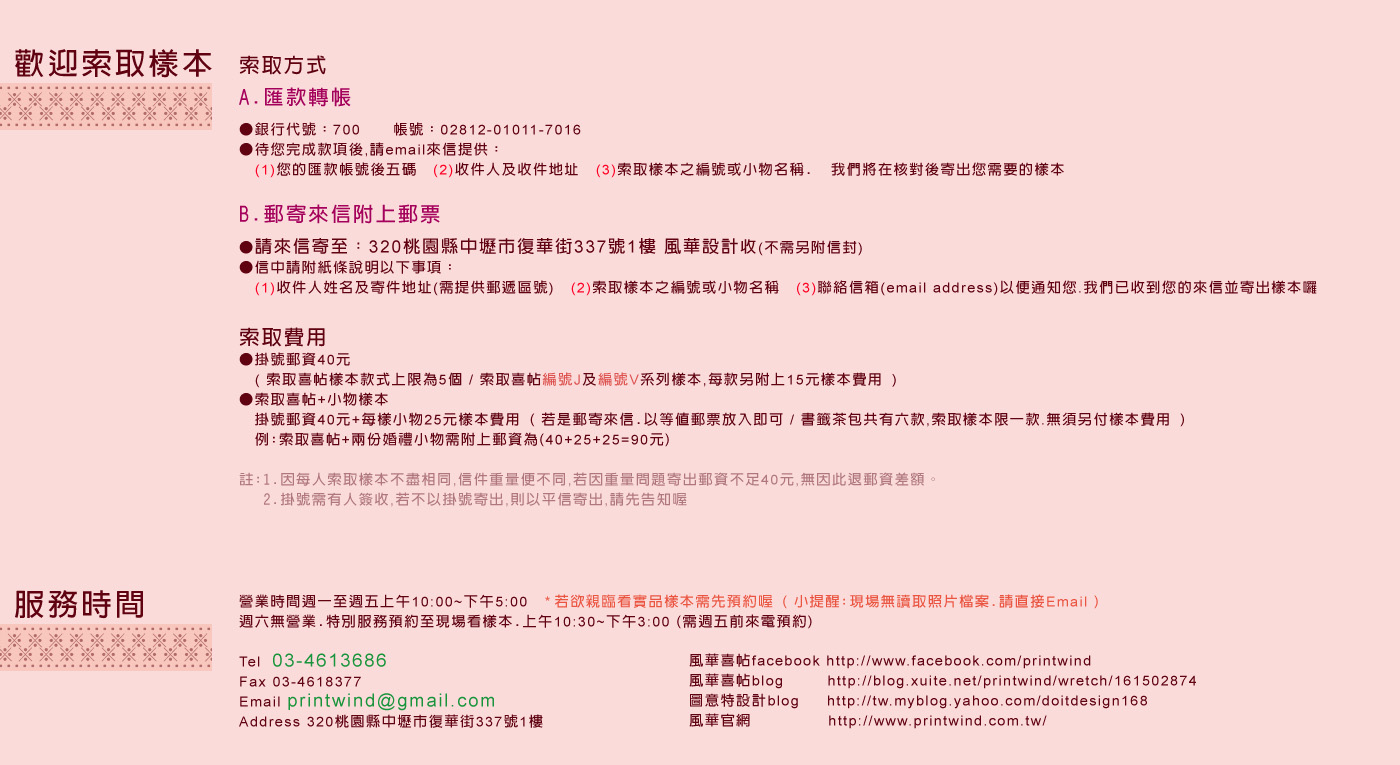 歡迎索取樣本
索取方式
A.匯款轉帳
●銀行代號：700　　帳號：02812-01011-7016
●待您完成款項後,請email來信提供：
(1)您的匯款帳號後五碼　(2)收件人及收件地址　(3)索取樣本之編號或小物名稱.　我們將在核對後寄出您需要的樣本
B.郵寄來信附上郵票
●請來信寄至：320桃園縣中壢市復華街337號1樓 風華設計收(不需另附信封)
●信中請附紙條說明以下事項：
(1)收件人姓名及寄件地址(需提供郵遞區號)　(2)索取樣本之編號或小物名稱　(3)聯絡信箱(email address)以便通知您.我們已收到您的來信並寄出樣本囉
索取費用
●掛號郵資40元
( 索取喜帖樣本款式上限為5個 / 索取喜帖編號J及編號V系列樣本,每款另附上15元樣本費用 )
●索取喜帖+小物樣本
掛號郵資40元+每樣小物25元樣本費用 ( 若是郵寄來信.以等值郵票放入即可 / 書籤茶包共有六款,索取樣本限一款.無須另付樣本費用 )
例:索取喜帖+兩份婚禮小物需附上郵資為(40+25+25=90元)
註:1.因每人索取樣本不盡相同,信件重量便不同,若因重量問題寄出郵資不足40元,無因此退郵資差額。
2.掛號需有人簽收,若不以掛號寄出,則以平信寄出,請先告知喔
服務時間
營業時間週一至週五上午10:00~下午5:00　*若欲親臨看實品樣本需先預約喔 ( 小提醒:現場無讀取照片檔案.請直接Email )
週六無營業.特別服務預約至現場看樣本.上午10:30~下午3:00 (需週五前來電預約)
Tel 03-4613686
Fax 03-4618377
Email printwind@gmail.com
Address 320桃園縣中壢市復華街337號1樓
風華喜帖facebook http://www.facebook.com/printwind
風華喜帖blog http://blog.xuite.net/printwind/wretch/161502874
圖意特設計blog http://tw.myblog.yahoo.com/doitdesign168
風華官網 http://www.printwind.com.tw/